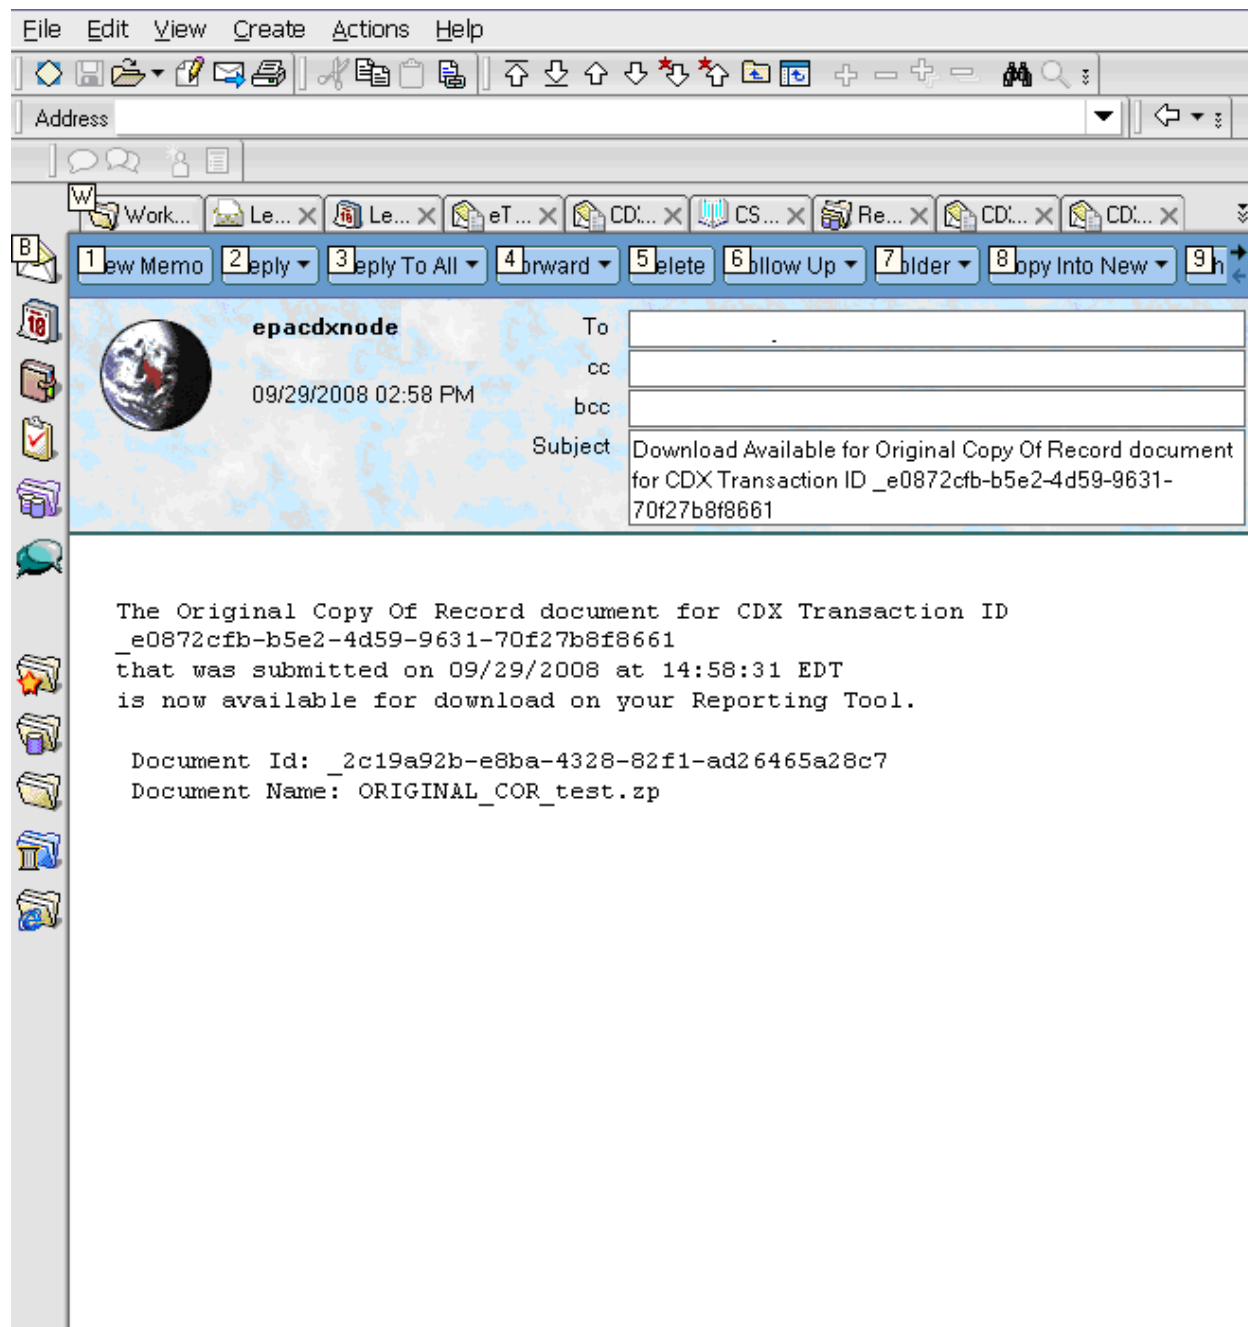 File Edit View Create Actions Help
Address
W
Work... Le... Le... eT... CD:... CS... Re... CD:... CD:...
B
1 ew Memo 2 eply 3 eply To All 4 orward 5 elete 6 ollow Up 7 older 8 opy Into New 9 h
epacdxnode
09/29/2008 02:58 PM
To
cc
bcc
Subject
Download Available for Original Copy Of Record document
for CDX Transaction ID _e0872cfb-b5e2-4d59-9631-
70f27b8f8661
The Original Copy Of Record document for CDX Transaction ID
_e0872cfb-b5e2-4d59-9631-70f27b8f8661
that was submitted on 09/29/2008 at 14:58:31 EDT
is now available for download on your Reporting Tool.
Document Id: _2c19a92b-e8ba-4328-82f1-ad26465a28c7
Document Name: ORIGINAL_COR_test.zp